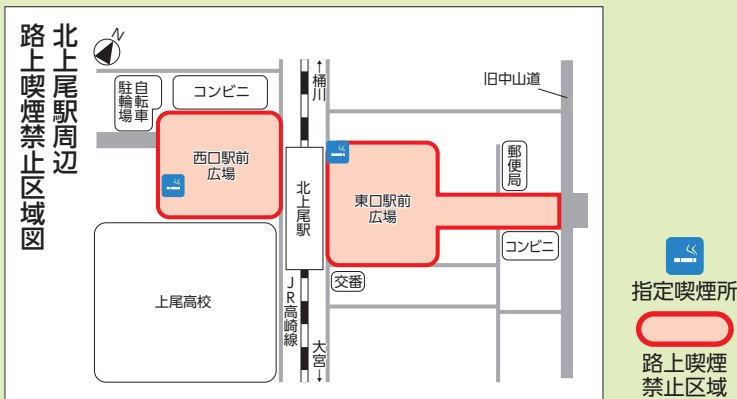 北上尾駅周辺
路上喫煙禁止区域図
N
自転車
駐輪場
コンビニ
↑桶川
旧中山道
西口駅前
広場
北上尾駅
東口駅前
広場
郵便局
コンビニ
交番
上尾高校
JR高崎線
大宮↓
指定喫煙所
路上喫煙
禁止区域